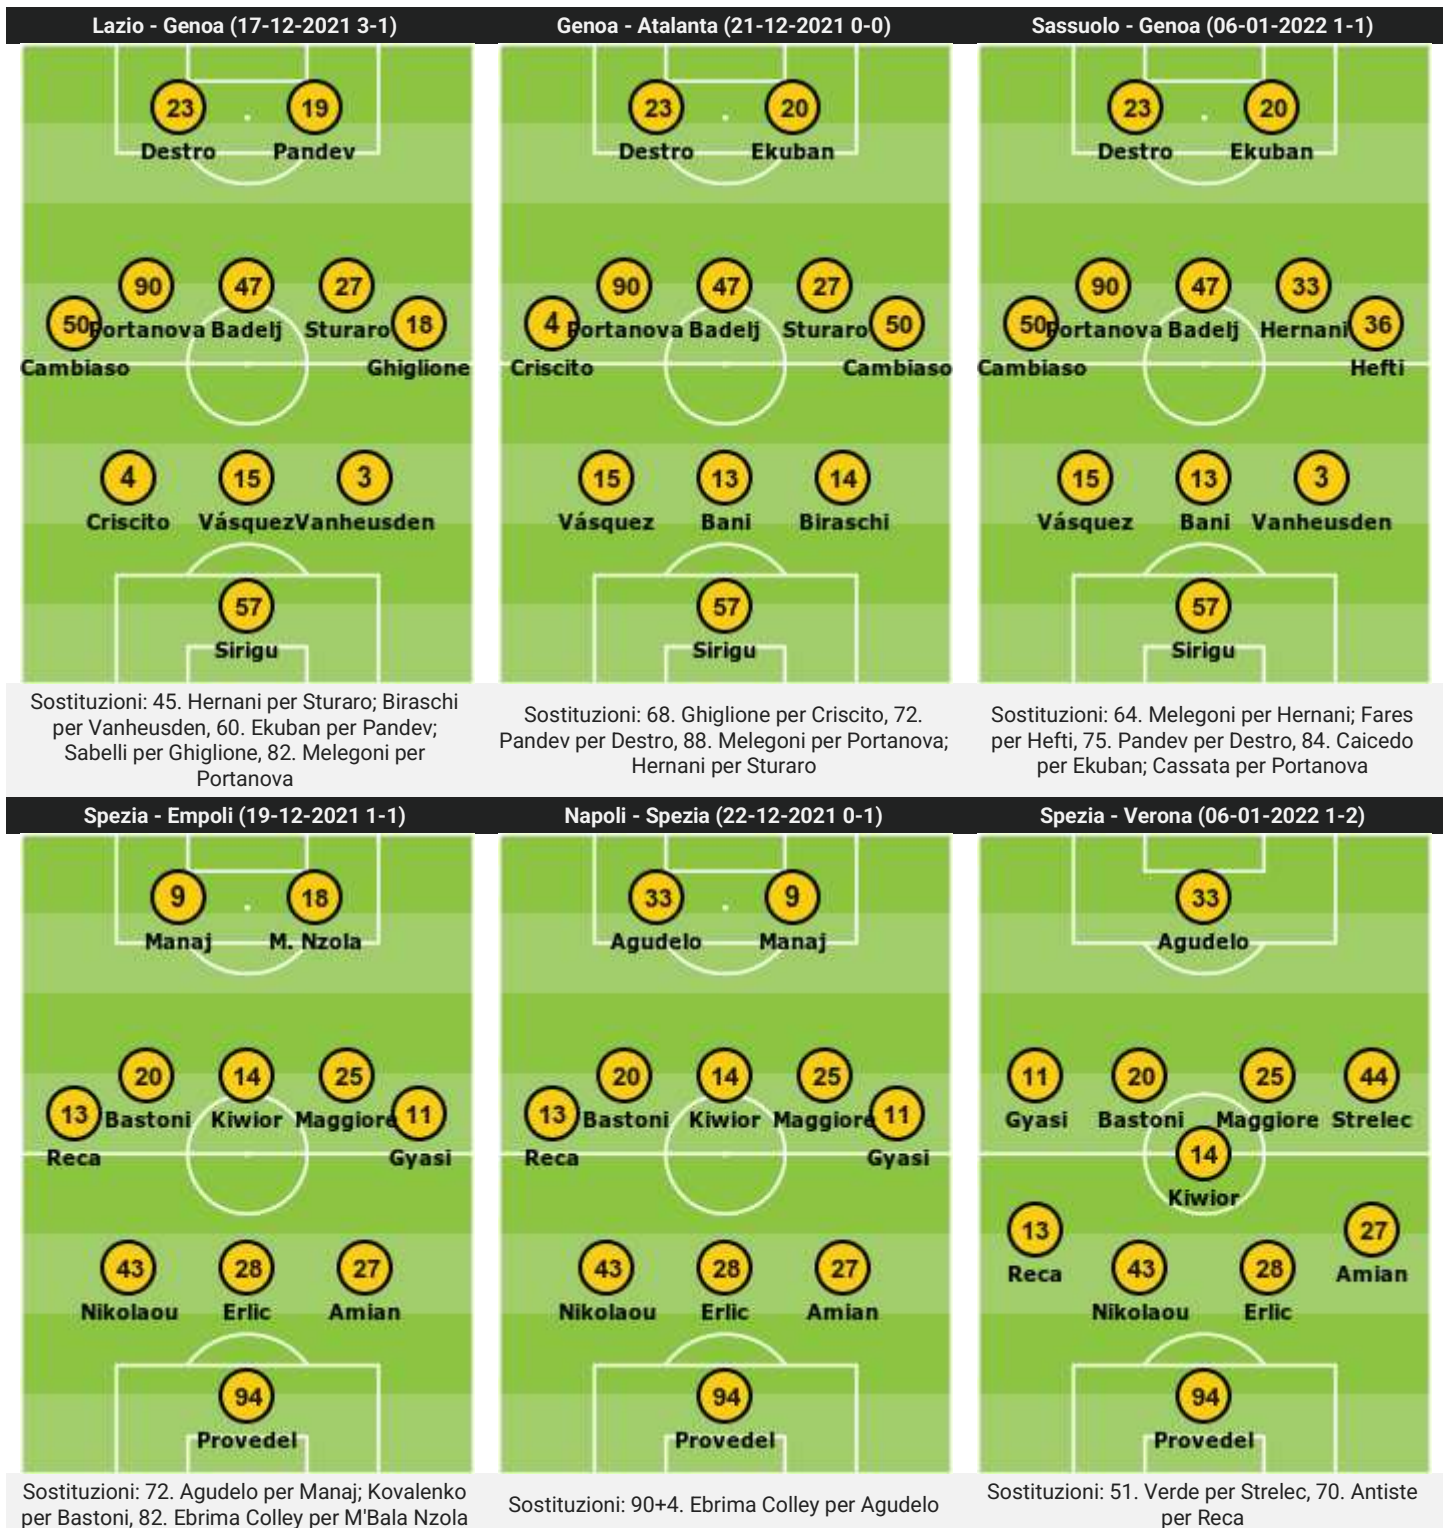 Lazio - Genoa (17-12-2021 3-1)
23 19
Destro Pandev
90 47 27
50 18
Portanova Badelj Sturaro
Cambiaso Ghiglione
4 15 3
Criscito Vásquez Vanheusden
57
Sirigu
Sostituzioni: 45. Hernani per Sturaro; Biraschi
per Vanheusden, 60. Ekuban per Pandev;
Sabelli per Ghiglione, 82. Melegoni per
Portanova
Genoa - Atalanta (21-12-2021 0-0)
23 20
Destro Ekuban
90 47 27
4 50
Portanova Badelj Sturaro
Criscito Cambiaso
15 13 14
Vásquez Bani Biraschi
57
Sirigu
Sostituzioni: 68. Ghiglione per Criscito, 72.
Pandev per Destro, 88. Melegoni per Portanova;
Hernani per Sturaro
Sassuolo - Genoa (06-01-2022 1-1)
23 20
Destro Ekuban
90 47 33
50 36
Portanova Badelj Hernani
Cambiaso Hefti
15 13 3
Vásquez Bani Vanheusden
57
Sirigu
Sostituzioni: 64. Melegoni per Hernani; Fares
per Hefti, 75. Pandev per Destro, 84. Caicedo
per Ekuban; Cassata per Portanova
Spezia - Empoli (19-12-2021 1-1)
9 18
Manaj M. Nzola
20 14 25
13 11
Bastoni Kiwior Maggiore
Reca Gyasi
43 28 27
Nikolaou Erlic Amian
94
Provedel
Sostituzioni: 72. Agudelo per Manaj; Kovalenko
per Bastoni, 82. Ebrima Colley per M'Bala Nzola
Napoli - Spezia (22-12-2021 0-1)
33 9
Agudelo Manaj
20 14 25
13 11
Bastoni Kiwior Maggiore
Reca Gyasi
43 28 27
Nikolaou Erlic Amian
94
Provedel
Sostituzioni: 90+4. Ebrima Colley per Agudelo
Spezia - Verona (06-01-2022 1-2)
33
Agudelo
11 20 25 44
Gyasi Bastoni Maggiore Strelec
14
Kiwior
13 27
Reca Amian
43 28
Nikolaou Erlic
94
Provedel
Sostituzioni: 51. Verde per Strelec, 70. Antiste
per Reca